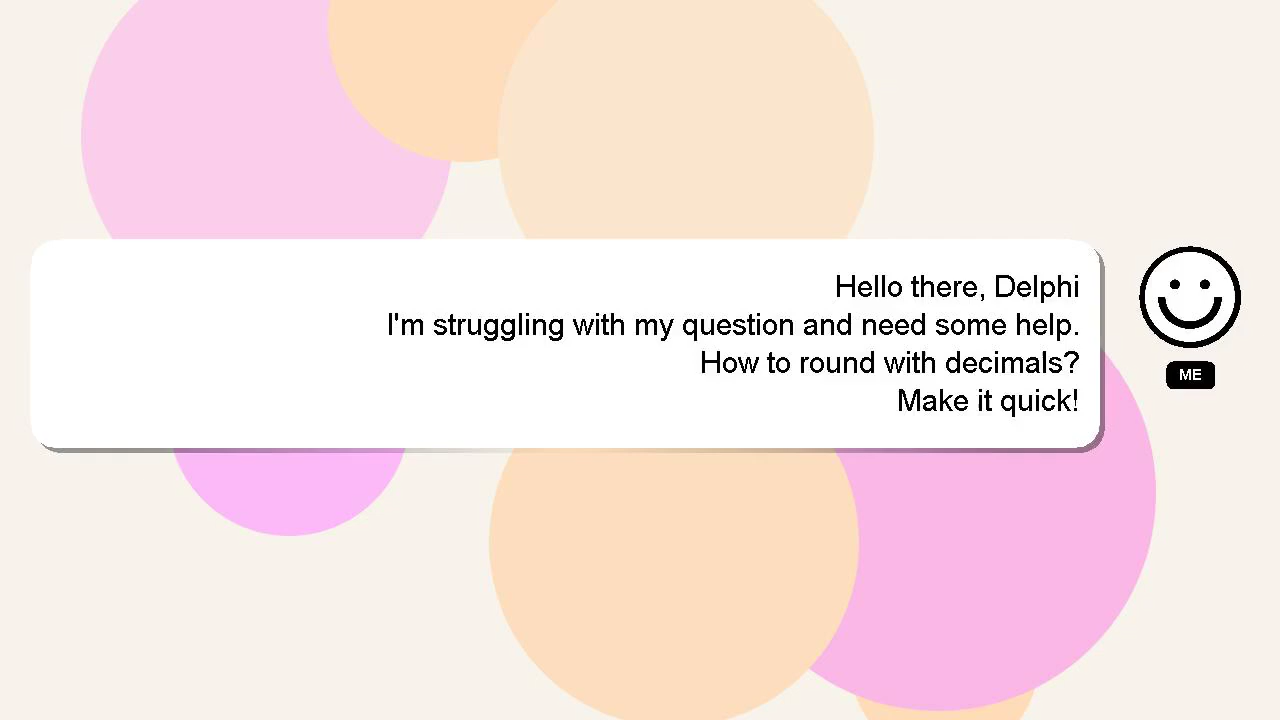 Hello there, Delphi
I'm struggling with my question and need some help.
How to round with decimals?
Make it quick!
ME